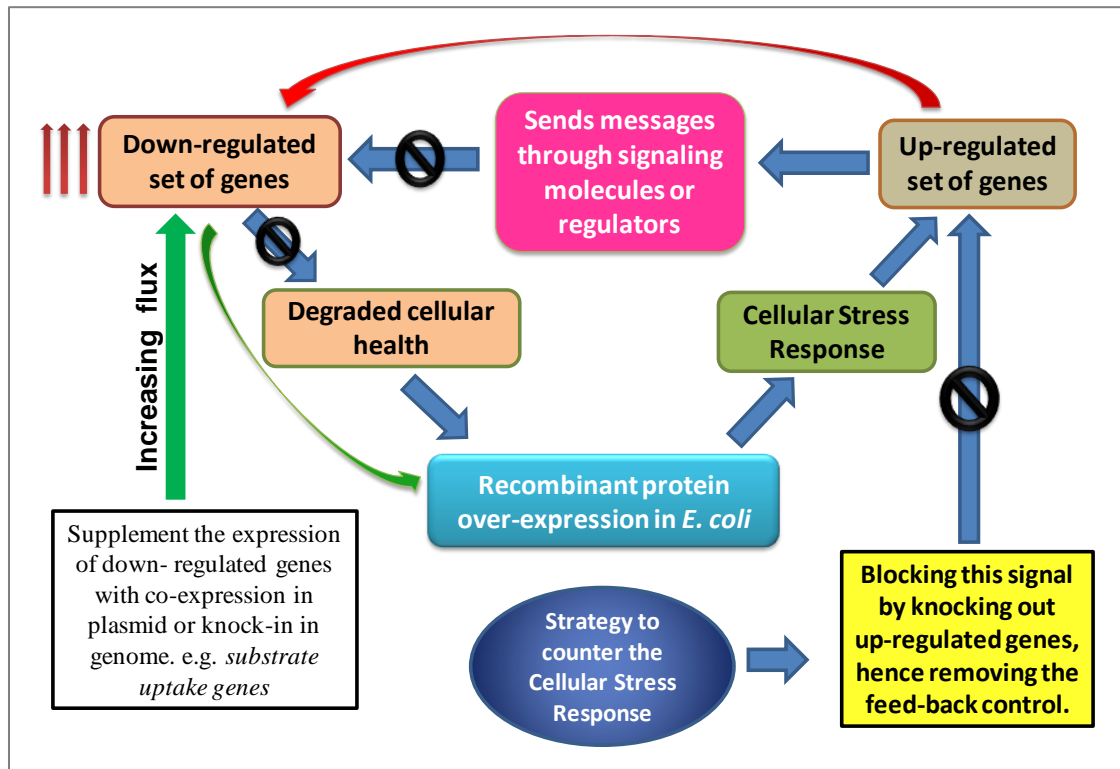 Down-regulated
set of genes
Sends messages
through signaling
molecules or
regulators
Up-regulated
set of genes
Degraded cellular
health
Cellular Stress
Response
Increasing flux
Recombinant protein
over-expression in E. coli
Supplement the expression
of down- regulated genes
with co-expression in
plasmid or knock-in in
genome. e.g. substrate
uptake genes
Strategy to
counter the
Cellular Stress
Response
Blocking this signal
by knocking out
up-regulated genes,
hence removing the
feed-back control.